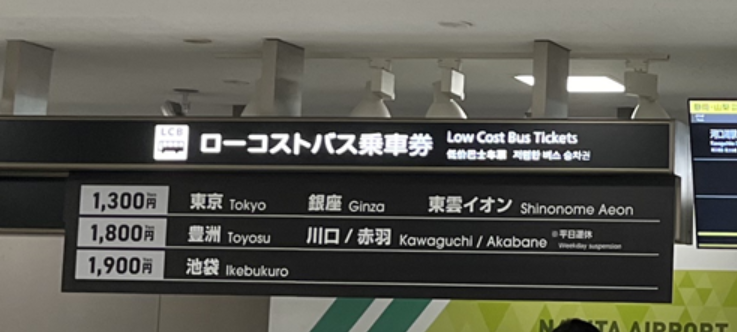 LCB ローコストバス乗車券 Low Cost Bus Tickets
低价巴士车票 저렴한 버스 승차권
1,300円 東京 Tokyo 銀座 Ginza 東雲イオン Shinonome Aeon
1,800円 豊洲 Toyosu 川口 / 赤羽 Kawaguchi / Akabane ※平日運休
Weekday suspension
1,900円 池袋 Ikebukuro
静岡・山梨
NARITA AIRPORT